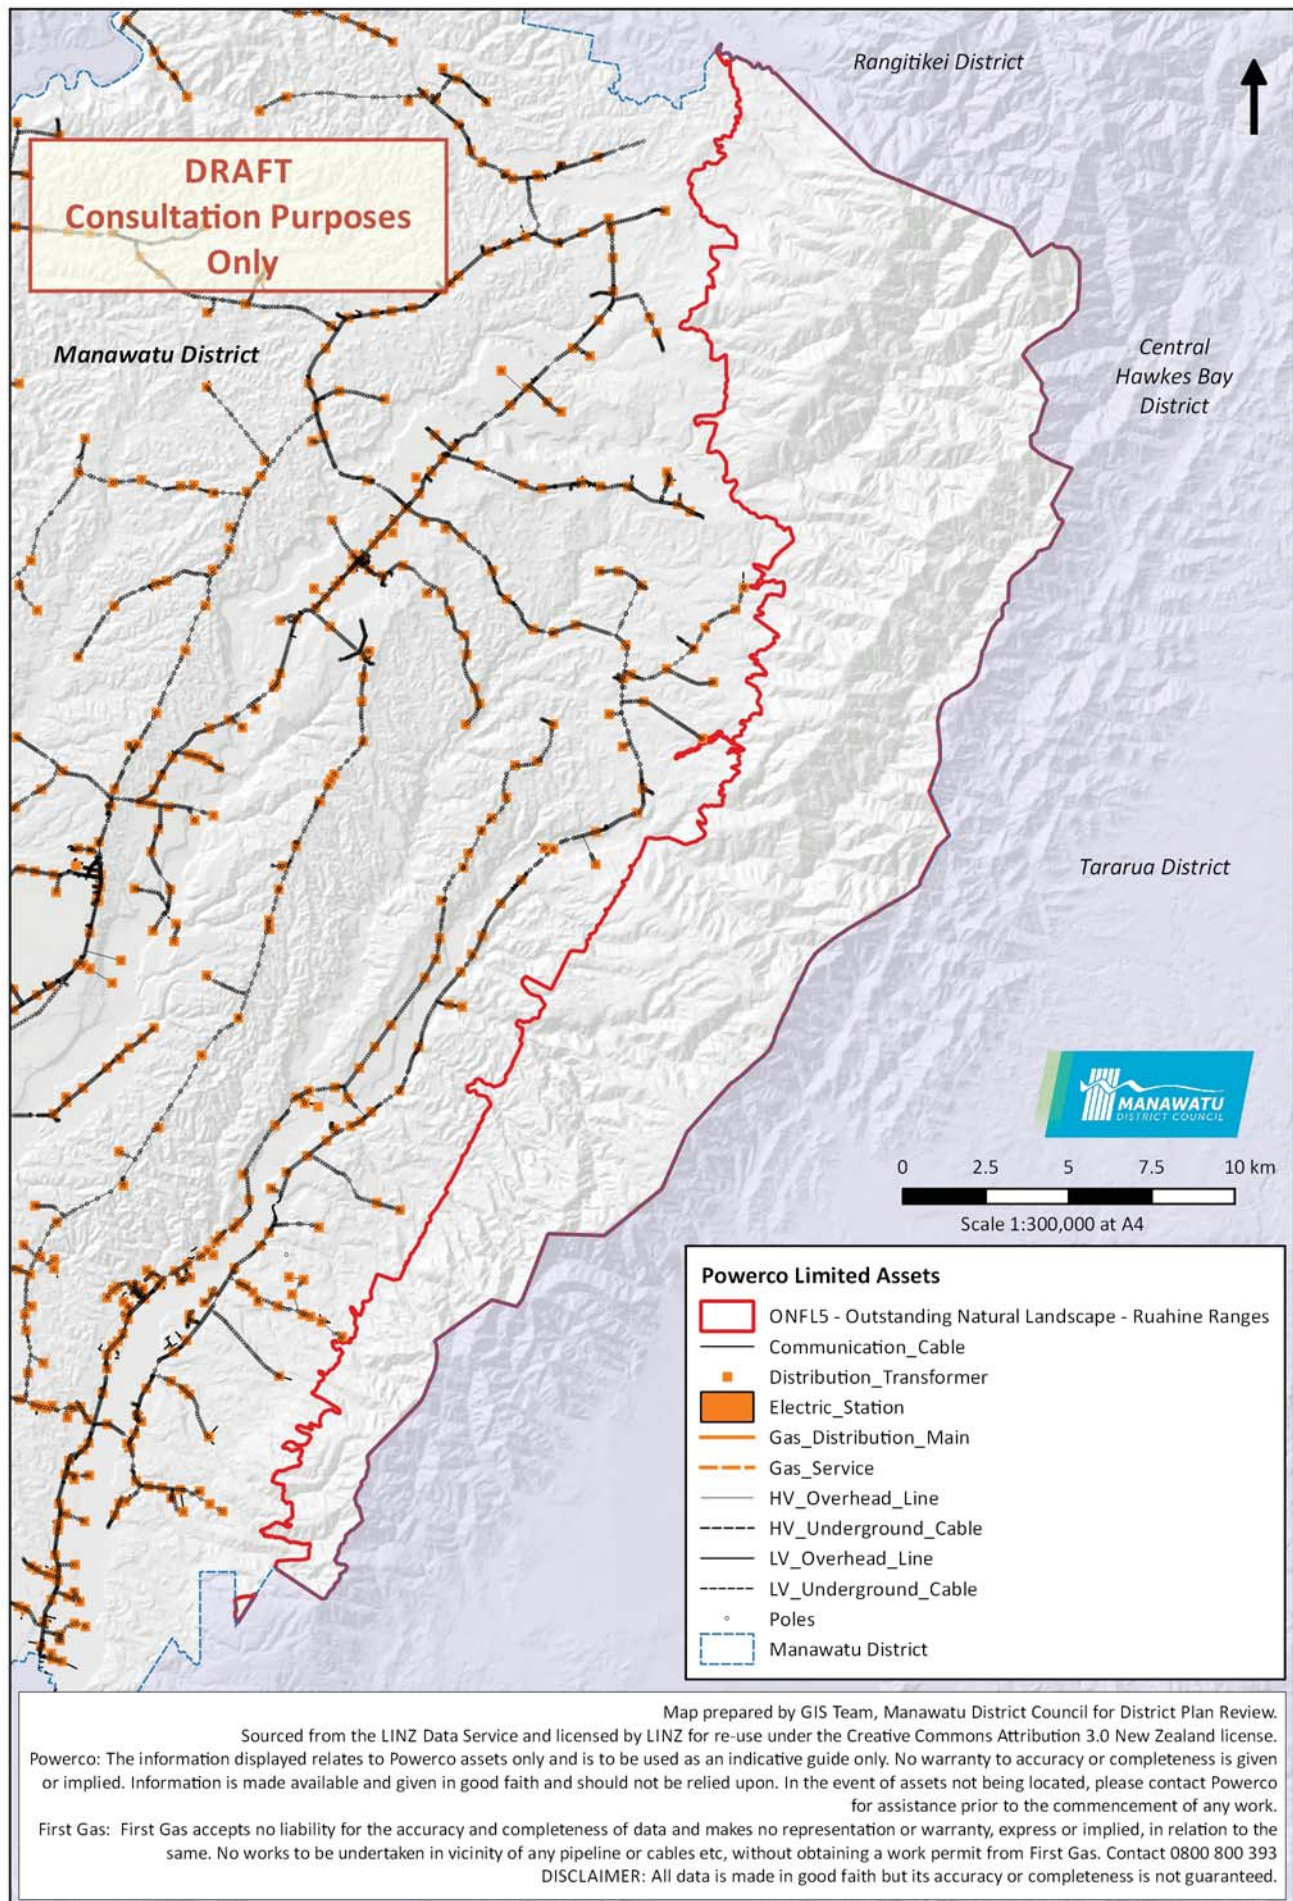 Rangitikei District
DRAFT
Consultation Purposes
Only
Manawatu District
Central
Hawkes Bay
District
Tararua District
MANAWATU
DISTRICT COUNCIL
0 2.5 5 7.5 10 km
Scale 1:300,000 at A4
Powerco Limited Assets
ONFL5 - Outstanding Natural Landscape - Ruahine Ranges
Communication_Cable
Distribution_Transformer
Electric_Station
Gas_Distribution_Main
Gas_Service
HV_Overhead_Line
HV_Underground_Cable
LV_Overhead_Line
LV_Underground_Cable
Poles
Manawatu District
Map prepared by GIS Team, Manawatu District Council for District Plan Review.
Sourced from the LINZ Data Service and licensed by LINZ for re-use under the Creative Commons Attribution 3.0 New Zealand license.
Powerco: The information displayed relates to Powerco assets only and is to be used as an indicative guide only. No warranty to accuracy or completeness is given
or implied. Information is made available and given in good faith and should not be relied upon. In the event of assets not being located, please contact Powerco
for assistance prior to the commencement of any work.
First Gas: First Gas accepts no liability for the accuracy and completeness of data and makes no representation or warranty, express or implied, in relation to the
same. No works to be undertaken in vicinity of any pipeline or cables etc, without obtaining a work permit from First Gas. Contact 0800 800 393
DISCLAIMER: All data is made in good faith but its accuracy or completeness is not guaranteed.